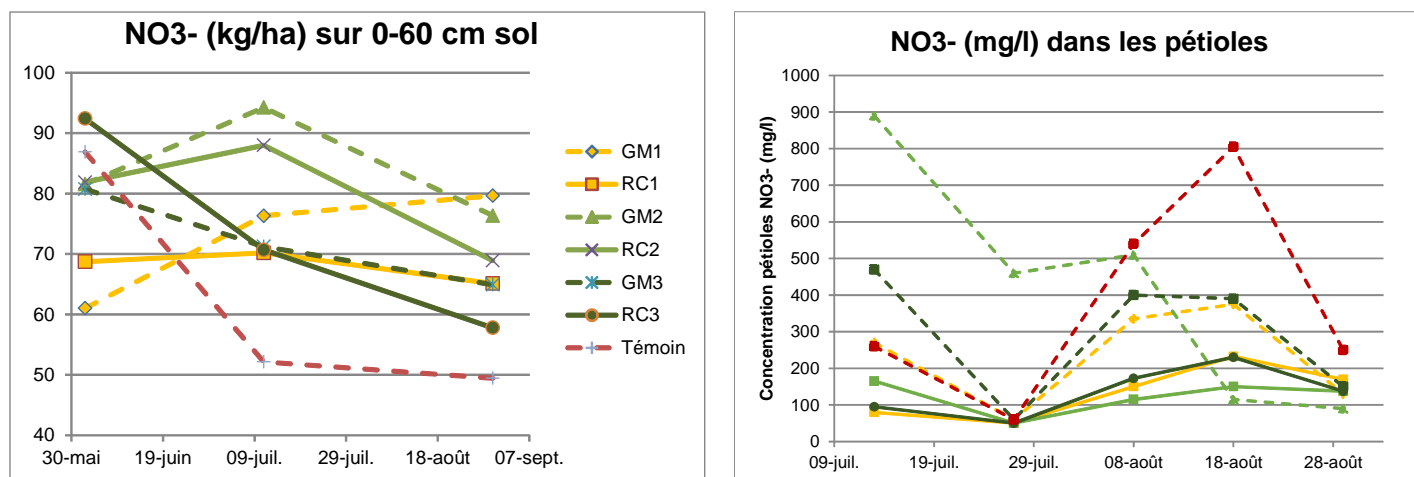 NO3- (kg/ha) sur 0-60 cm sol
100
90
80
70
60
50
40
30-mai
19-juin
09-juil.
29-juil.
18-août
07-sept.
GM1
RC1
GM2
RC2
GM3
RC3
Témoin
NO3- (mg/l) dans les pétioles
Concentration pétioles NO3- (mg/l)
1000
900
800
700
600
500
400
300
200
100
0
09-juil.
19-juil.
29-juil.
08-août
18-août
28-août